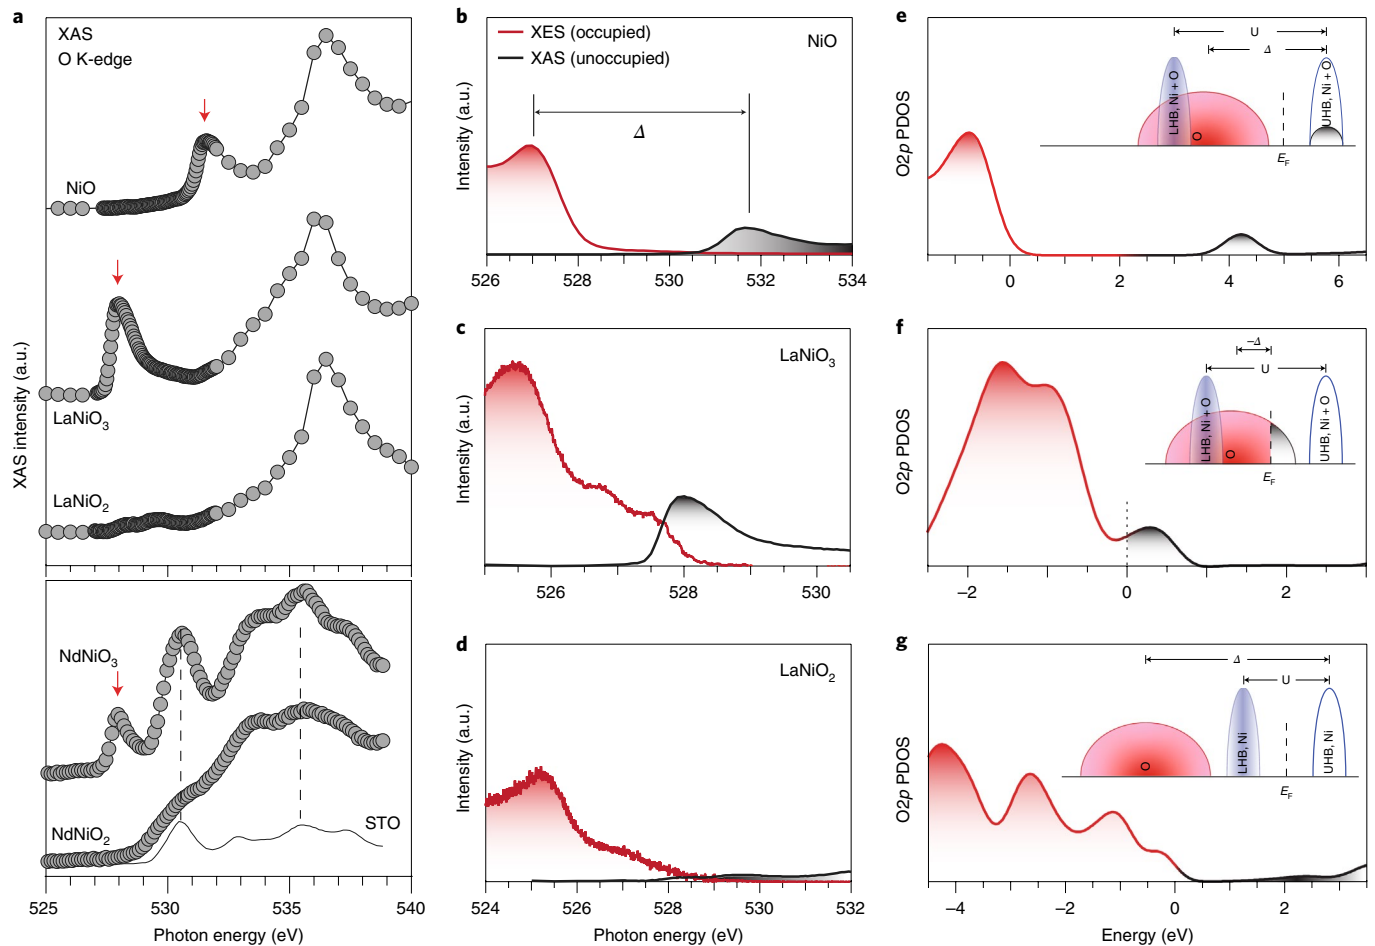 a
XAS
O K-edge
NiO
LaNiO3
LaNiO2
XAS intensity (a.u.)
NdNiO3
NdNiO2
STO
525
530
535
540
Photon energy (eV)
b
XES (occupied)
XAS (unoccupied)
NiO
Δ
Intensity (a.u.)
526
528
530
532
534
c
LaNiO3
Intensity (a.u.)
526
528
530
d
LaNiO2
Intensity (a.u.)
524
526
528
530
532
Photon energy (eV)
e
U
Δ
LHB, Ni + O
O
UHB, Ni + O
EF
O2p PDOS
0
2
4
6
f
–Δ
U
LHB, Ni + O
O
UHB, Ni + O
EF
O2p PDOS
–2
0
2
g
Δ
U
O
LHB, Ni
UHB, Ni
EF
O2p PDOS
–4
–2
0
2
Energy (eV)